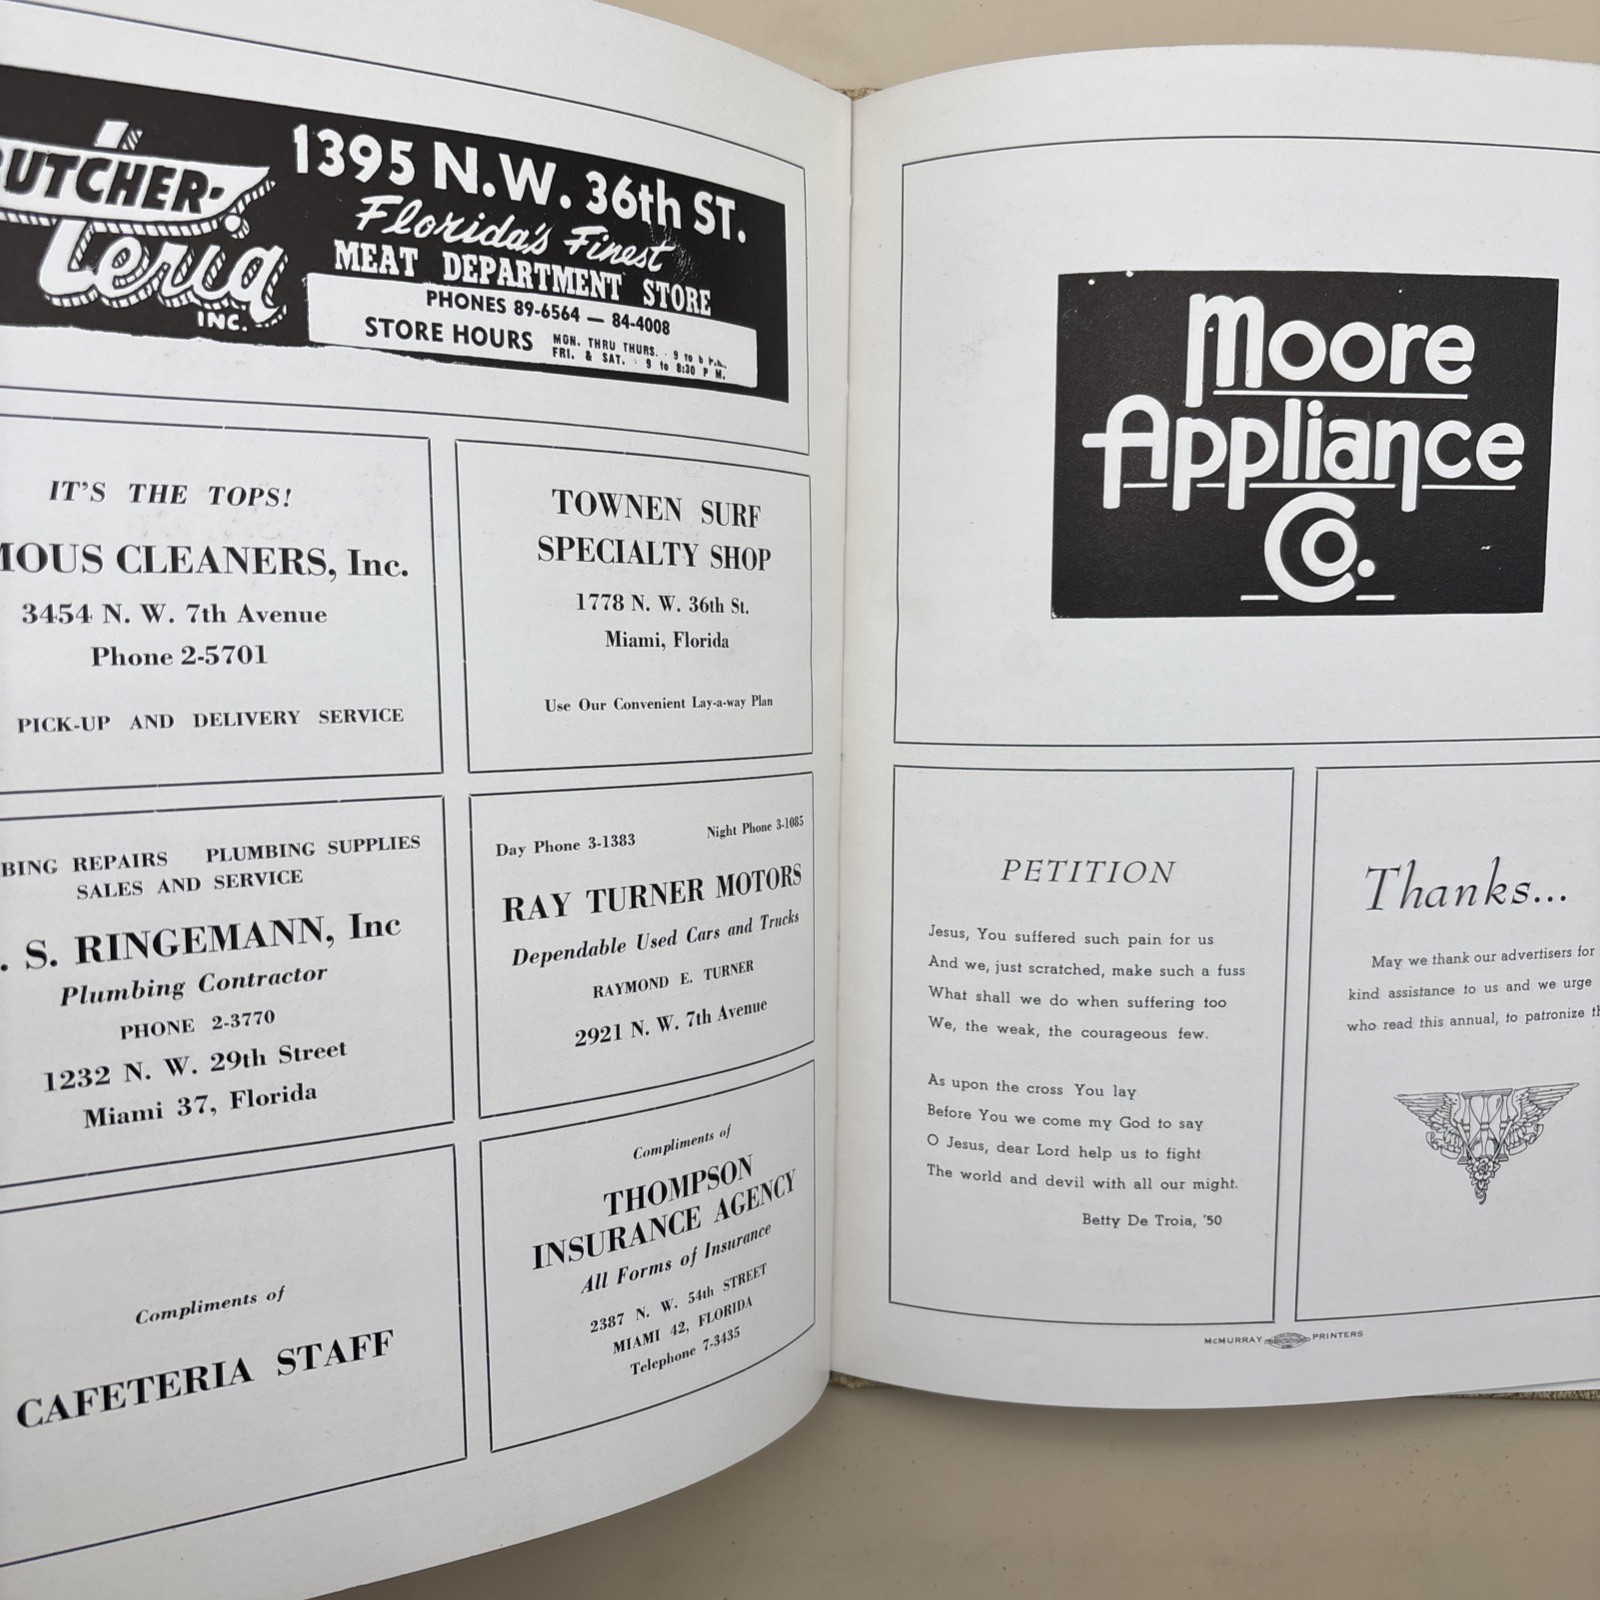 BUTCHER-
teria
INC.
1395 N.W. 36th ST.
Florida's Finest
MEAT DEPARTMENT STORE
PHONES 89-6564 — 84-4008
STORE HOURS
MON. THRU THURS. 9 to 6 P.M.
FRI. & SAT. 9 to 8:30 P M.
IT'S THE TOPS!
MOUS CLEANERS, Inc.
3454 N. W. 7th Avenue
Phone 2-5701
PICK-UP AND DELIVERY SERVICE
TOWNEN SURF
SPECIALTY SHOP
1778 N. W. 36th St.
Miami, Florida
Use Our Convenient Lay-a-way Plan
BING REPAIRS PLUMBING SUPPLIES
SALES AND SERVICE
. S. RINGEMANN, Inc
Plumbing Contractor
PHONE 2-3770
1232 N. W. 29th Street
Miami 37, Florida
Day Phone 3-1383 Night Phone 3-1085
RAY TURNER MOTORS
Dependable Used Cars and Trucks
RAYMOND E. TURNER
2921 N. W. 7th Avenue
Compliments of
CAFETERIA STAFF
Compliments of
THOMPSON
INSURANCE AGENCY
All Forms of Insurance
2387 N. W. 54th STREET
MIAMI 42, FLORIDA
Telephone 7-3435
Moore
Appliance
Co.
PETITION
Jesus, You suffered such pain for us
And we, just scratched, make such a fuss
What shall we do when suffering too
We, the weak, the courageous few.
As upon the cross You lay
Before You we come my God to say
O Jesus, dear Lord help us to fight
The world and devil with all our might.
Betty De Troia, '50
Thanks...
May we thank our advertisers for
kind assistance to us and we urge
who read this annual, to patronize th
McMURRAY PRINTERS